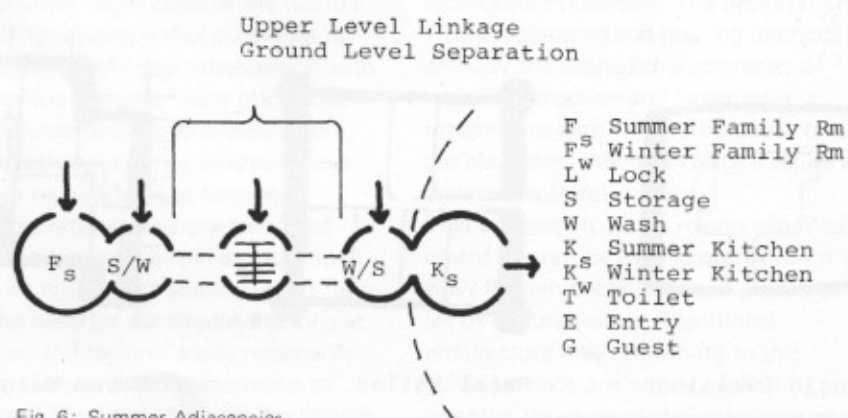 Upper Level Linkage
Ground Level Separation
Fs S/W W/S Ks
Fs Summer Family Rm
Fw Winter Family Rm
L Lock
S Storage
W Wash
Ks Summer Kitchen
Kw Winter Kitchen
T Toilet
E Entry
G Guest
Fig. 6: Summer Adjacencies